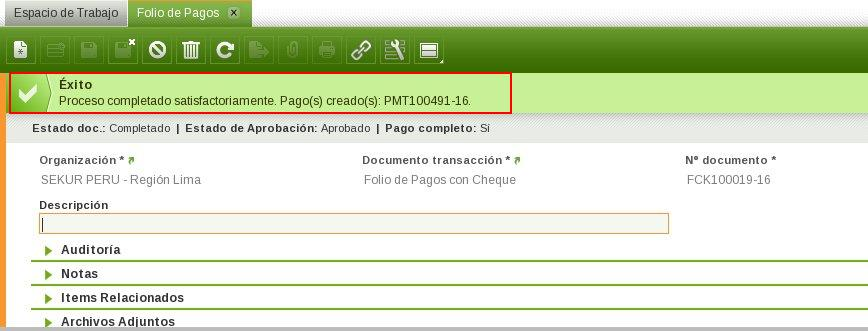 Espacio de Trabajo Folio de Pagos
Éxito
Proceso completado satisfactoriamente. Pago(s) creado(s): PMT100491-16.
Estado doc.: Completado | Estado de Aprobación: Aprobado | Pago completo: Sí
Organización * Documento transacción * Nº documento *
SEKUR PERU - Región Lima Folio de Pagos con Cheque FCK100019-16
Descripción
Auditoría
Notas
Items Relacionados
Archivos Adjuntos